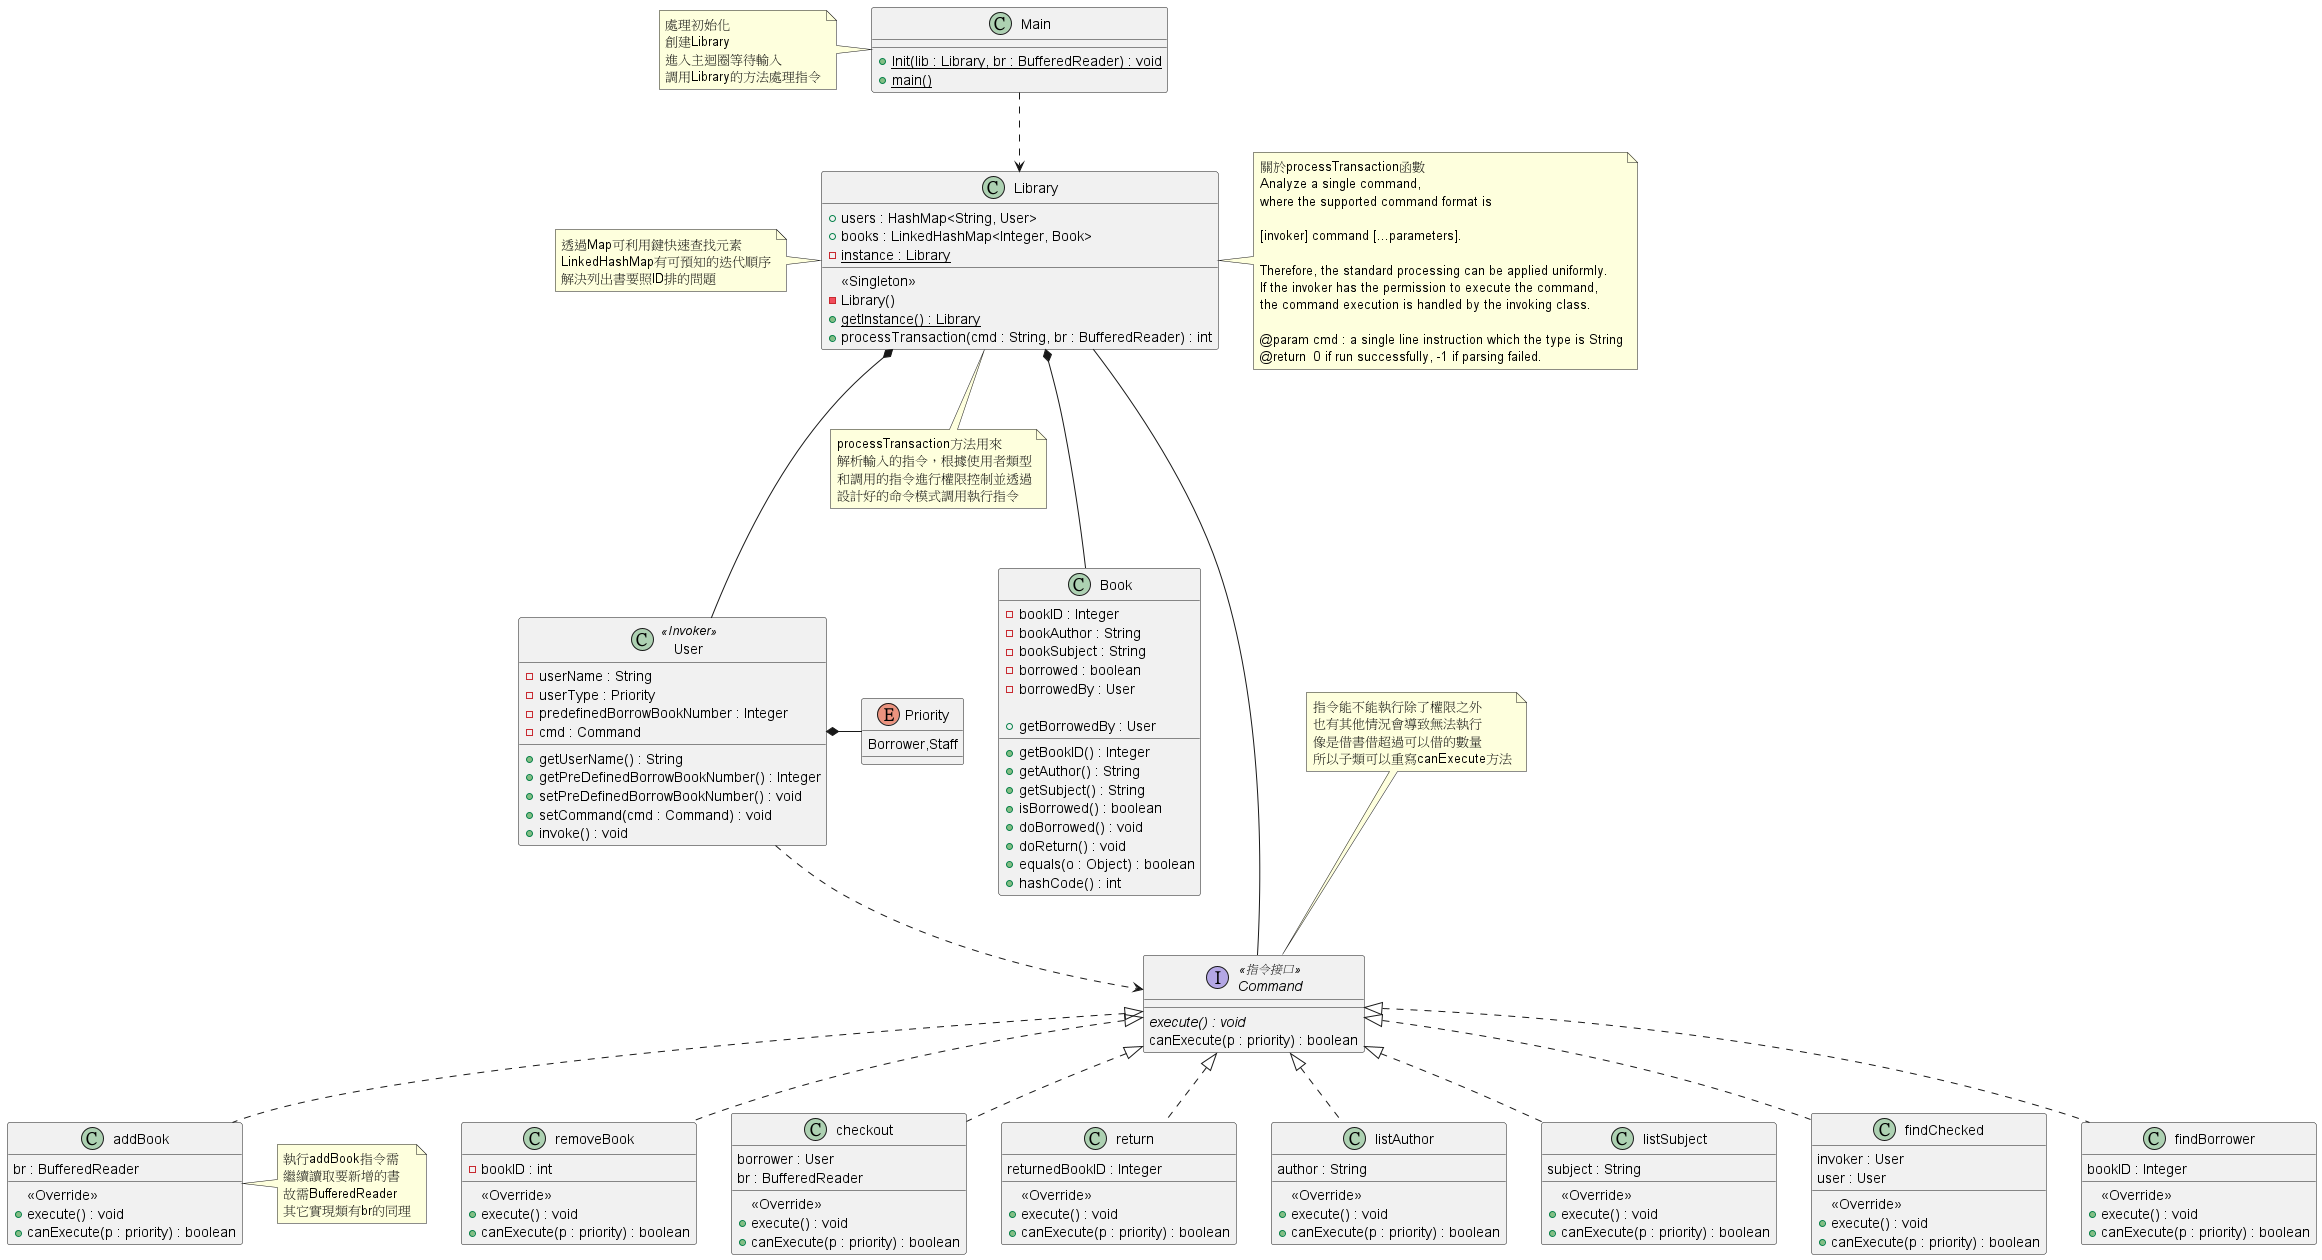 處理初始化
創建Library
進入主迴圈等待輸入
調用Library的方法處理指令
C Main
Init(lib : Library, br : BufferedReader) : void
main()
透過Map可利用鍵快速查找元素
LinkedHashMap有可預知的迭代順序
解決列出書要照ID排的問題
C Library
users : HashMap<String, User>
books : LinkedHashMap<Integer, Book>
instance : Library
«Singleton»
Library()
getInstance() : Library
processTransaction(cmd : String, br : BufferedReader) : int
關於processTransaction函數
Analyze a single command,
where the supported command format is
[invoker] command [...parameters].
Therefore, the standard processing can be applied uniformly.
If the invoker has the permission to execute the command,
the command execution is handled by the invoking class.
@param cmd : a single line instruction which the type is String
@return  0 if run successfully, -1 if parsing failed.
processTransaction方法用來
解析輸入的指令，根據使用者類型
和調用的指令進行權限控制並透過
設計好的命令模式調用執行指令
«Invoker»
C User
userName : String
userType : Priority
predefinedBorrowBookNumber : Integer
cmd : Command
getUserName() : String
getPreDefinedBorrowBookNumber() : Integer
setPreDefinedBorrowBookNumber() : void
setCommand(cmd : Command) : void
invoke() : void
E Priority
Borrower,Staff
C Book
bookID : Integer
bookAuthor : String
bookSubject : String
borrowed : boolean
borrowedBy : User
getBorrowedBy : User
getBookID() : Integer
getAuthor() : String
getSubject() : String
isBorrowed() : boolean
doBorrowed() : void
doReturn() : void
equals(o : Object) : boolean
hashCode() : int
指令能不能執行除了權限之外
也有其他情況會導致無法執行
像是借書借超過可以借的數量
所以子類可以重寫canExecute方法
«指令接口»
I Command
execute() : void
canExecute(p : priority) : boolean
C addBook
br : BufferedReader
«Override»
execute() : void
canExecute(p : priority) : boolean
執行addBook指令需
繼續讀取要新增的書
故需BufferedReader
其它實現類有br的同理
C removeBook
bookID : int
«Override»
execute() : void
canExecute(p : priority) : boolean
C checkout
borrower : User
br : BufferedReader
«Override»
execute() : void
canExecute(p : priority) : boolean
C return
returnedBookID : Integer
«Override»
execute() : void
canExecute(p : priority) : boolean
C listAuthor
author : String
«Override»
execute() : void
canExecute(p : priority) : boolean
C listSubject
subject : String
«Override»
execute() : void
canExecute(p : priority) : boolean
C findChecked
invoker : User
user : User
«Override»
execute() : void
canExecute(p : priority) : boolean
C findBorrower
bookID : Integer
«Override»
execute() : void
canExecute(p : priority) : boolean